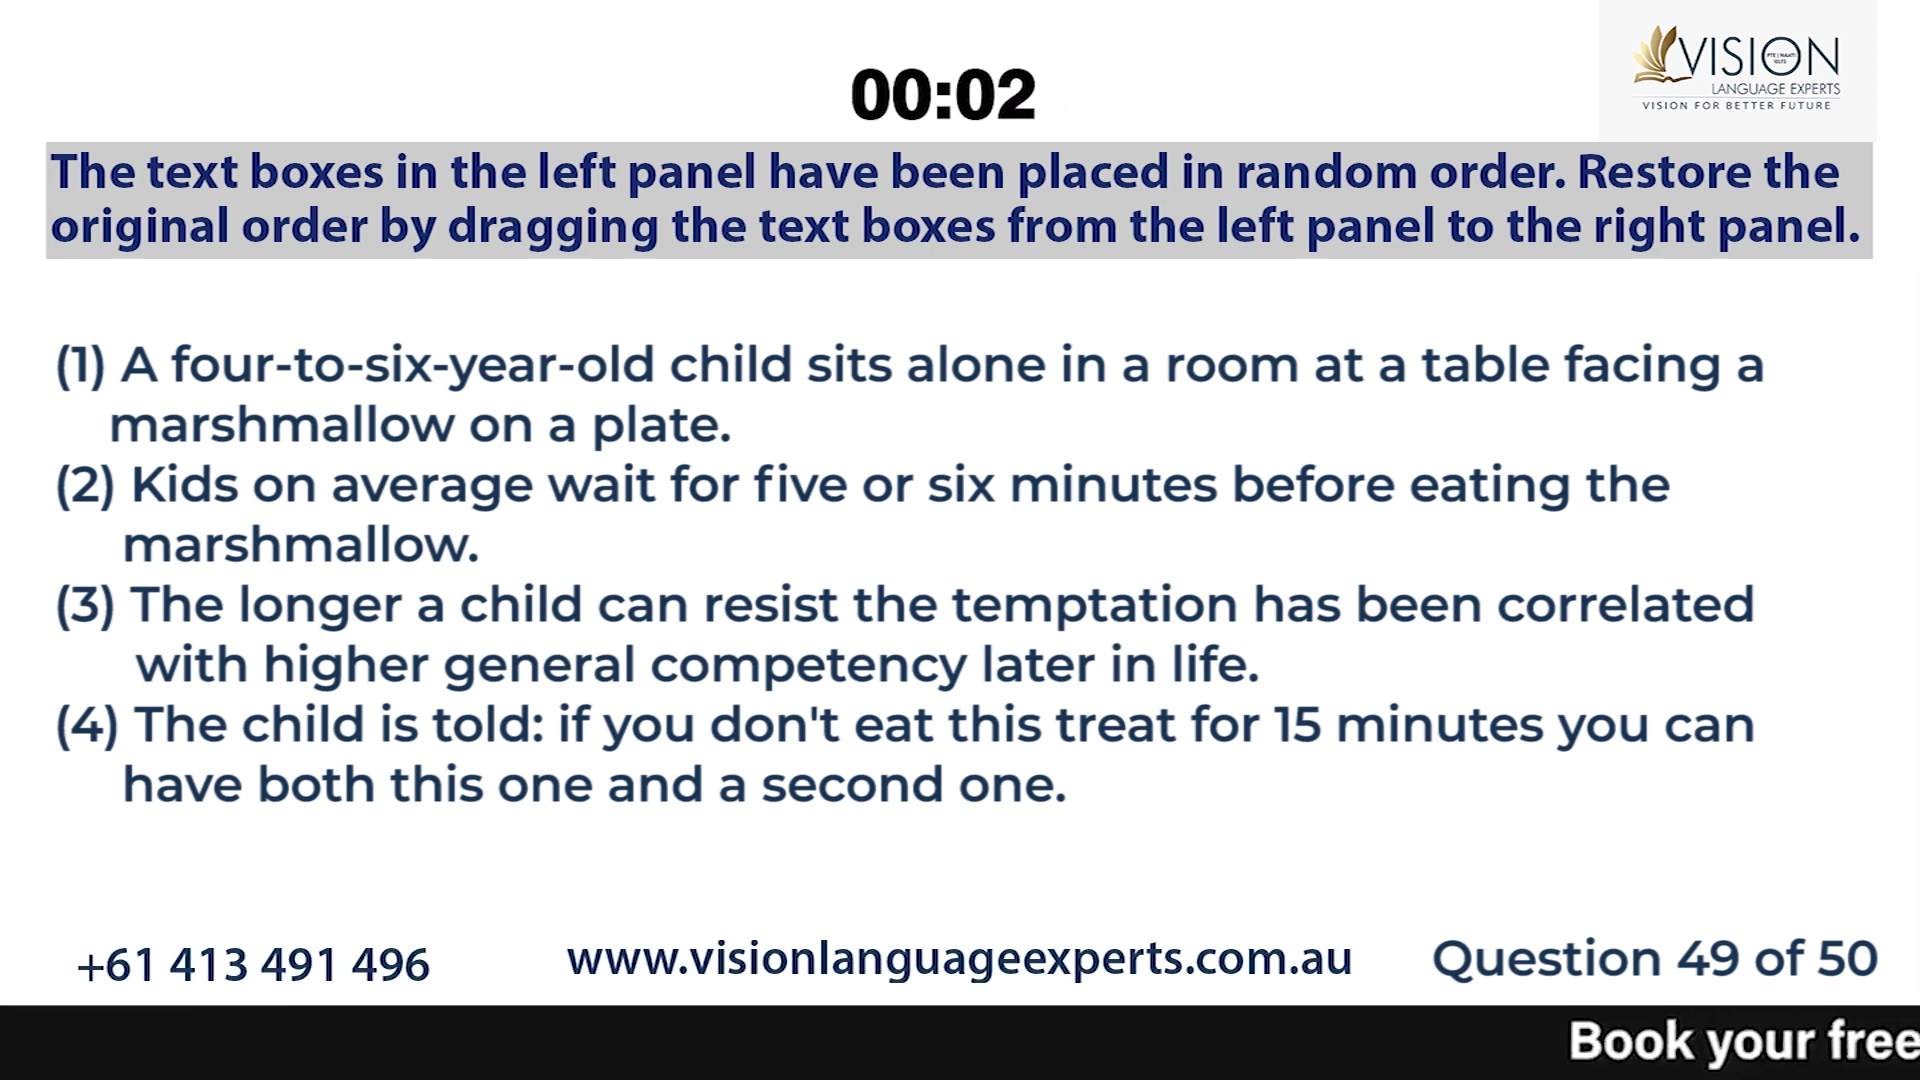 VISION
PTE | NAATI
IELTS
LANGUAGE EXPERTS
VISION FOR BETTER FUTURE
00:02
The text boxes in the left panel have been placed in random order. Restore the
original order by dragging the text boxes from the left panel to the right panel.
(1) A four-to-six-year-old child sits alone in a room at a table facing a
marshmallow on a plate.
(2) Kids on average wait for five or six minutes before eating the
marshmallow.
(3) The longer a child can resist the temptation has been correlated
with higher general competency later in life.
(4) The child is told: if you don't eat this treat for 15 minutes you can
have both this one and a second one.
+61 413 491 496
www.visionlanguageexperts.com.au
Question 49 of 50
Book your free